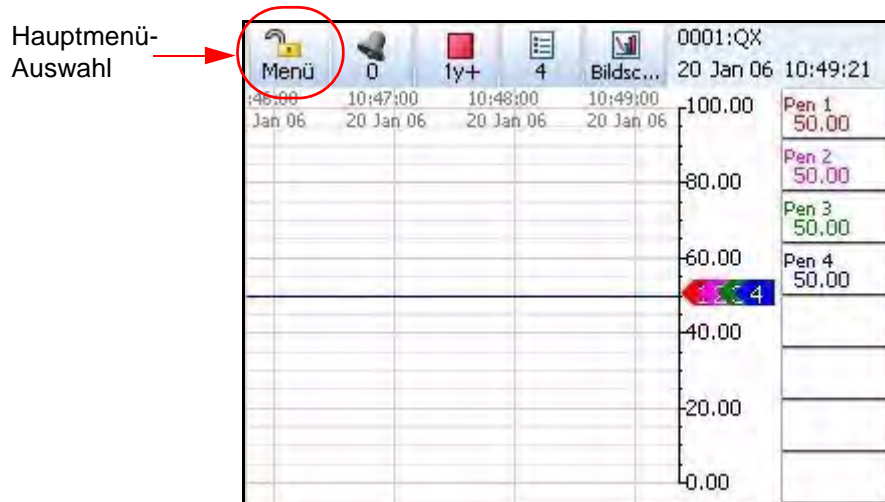 Hauptmenü-
Auswahl
Menü
0
1y+
4
Bildsc...
0001:QX
20 Jan 06 10:49:21
:46:00 10:47:00 10:48:00 10:49:00
Jan 06 20 Jan 06 20 Jan 06 20 Jan 06
100.00
80.00
60.00
40.00
20.00
0.00
4
Pen 1
50.00
Pen 2
50.00
Pen 3
50.00
Pen 4
50.00